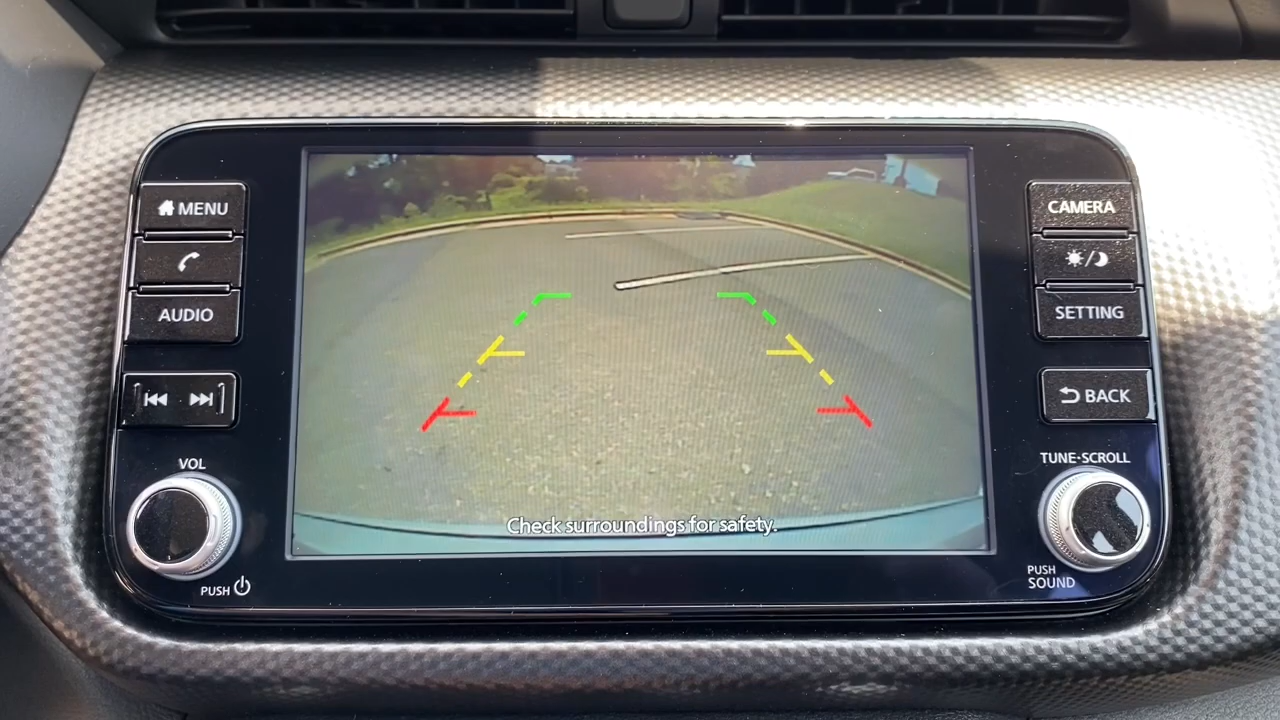 MENU
AUDIO
VOL
PUSH
Check surroundings for safety.
CAMERA
SETTING
BACK
TUNE·SCROLL
PUSH
SOUND